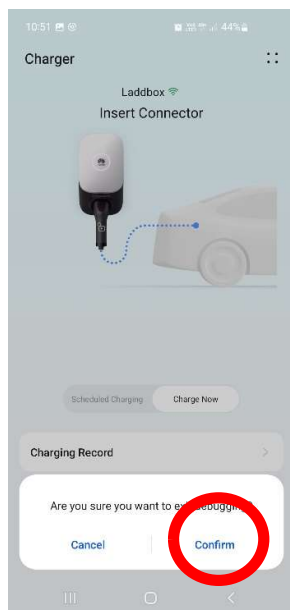 10:51
44%
Charger
Laddbox
Insert Connector
Scheduled Charging
Charge Now
Charging Record
Are you sure you want to exit debugging?
Cancel
Confirm